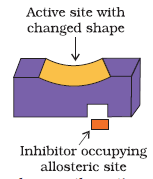 Active site with
changed shape
Inhibitor occupying
allosteric site